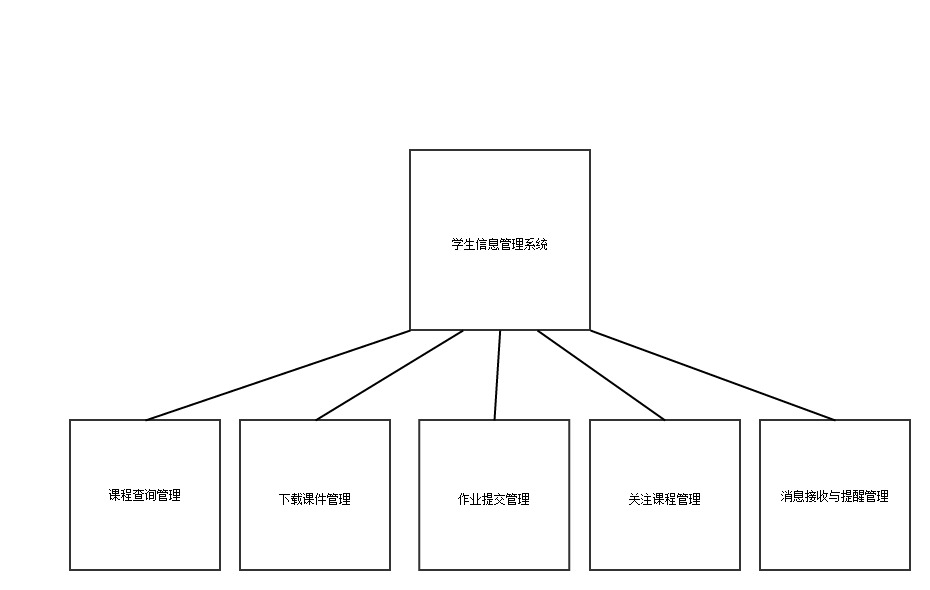 学生信息管理系统
课程查询管理
下载课件管理
作业提交管理
关注课程管理
消息接收与提醒管理